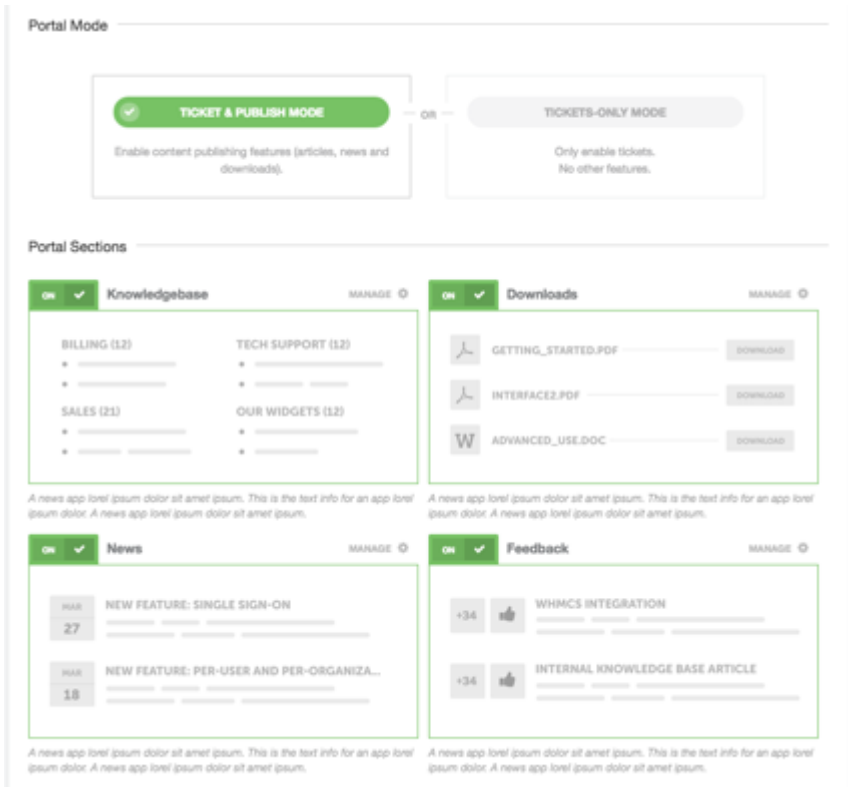 Portal Mode
TICKET & PUBLISH MODE
Enable content publishing features (articles, news and
downloads).
OR
TICKETS-ONLY MODE
Only enable tickets.
No other features.
Portal Sections
ON Knowledgebase MANAGE
BILLING (12) TECH SUPPORT (12)
SALES (21) OUR WIDGETS (12)
A news app lorel ipsum dolor sit amet ipsum. This is the text info for an app lorel
ipsum dolor. A news app lorel ipsum dolor sit amet ipsum.
ON Downloads MANAGE
GETTING_STARTED.PDF DOWNLOAD
INTERFACE2.PDF DOWNLOAD
W ADVANCED_USE.DOC DOWNLOAD
A news app lorel ipsum dolor sit amet ipsum. This is the text info for an app lorel
ipsum dolor. A news app lorel ipsum dolor sit amet ipsum.
ON News MANAGE
MAR
27
NEW FEATURE: SINGLE SIGN-ON
MAR
18
NEW FEATURE: PER-USER AND PER-ORGANIZA...
A news app lorel ipsum dolor sit amet ipsum. This is the text info for an app lorel
ipsum dolor. A news app lorel ipsum dolor sit amet ipsum.
ON Feedback MANAGE
+34 WHMCS INTEGRATION
+34 INTERNAL KNOWLEDGE BASE ARTICLE
A news app lorel ipsum dolor sit amet ipsum. This is the text info for an app lorel
ipsum dolor. A news app lorel ipsum dolor sit amet ipsum.